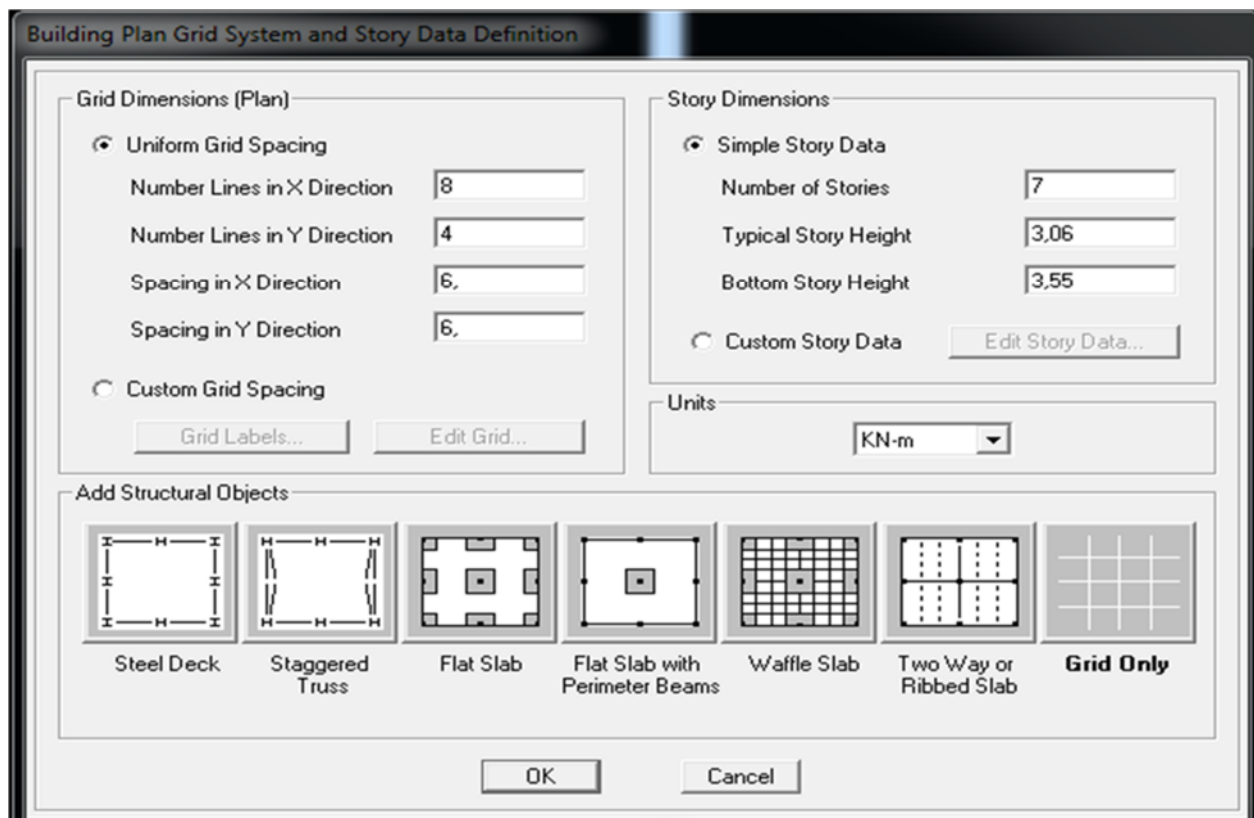 Building Plan Grid System and Story Data Definition
Grid Dimensions (Plan)
Uniform Grid Spacing
Number Lines in X Direction 8
Number Lines in Y Direction 4
Spacing in X Direction 6,
Spacing in Y Direction 6,
Custom Grid Spacing
Grid Labels...
Edit Grid...
Story Dimensions
Simple Story Data
Number of Stories 7
Typical Story Height 3,06
Bottom Story Height 3,55
Custom Story Data
Edit Story Data...
Units
KN-m
Add Structural Objects
Steel Deck
Staggered
Truss
Flat Slab
Flat Slab with
Perimeter Beams
Waffle Slab
Two Way or
Ribbed Slab
Grid Only
OK
Cancel